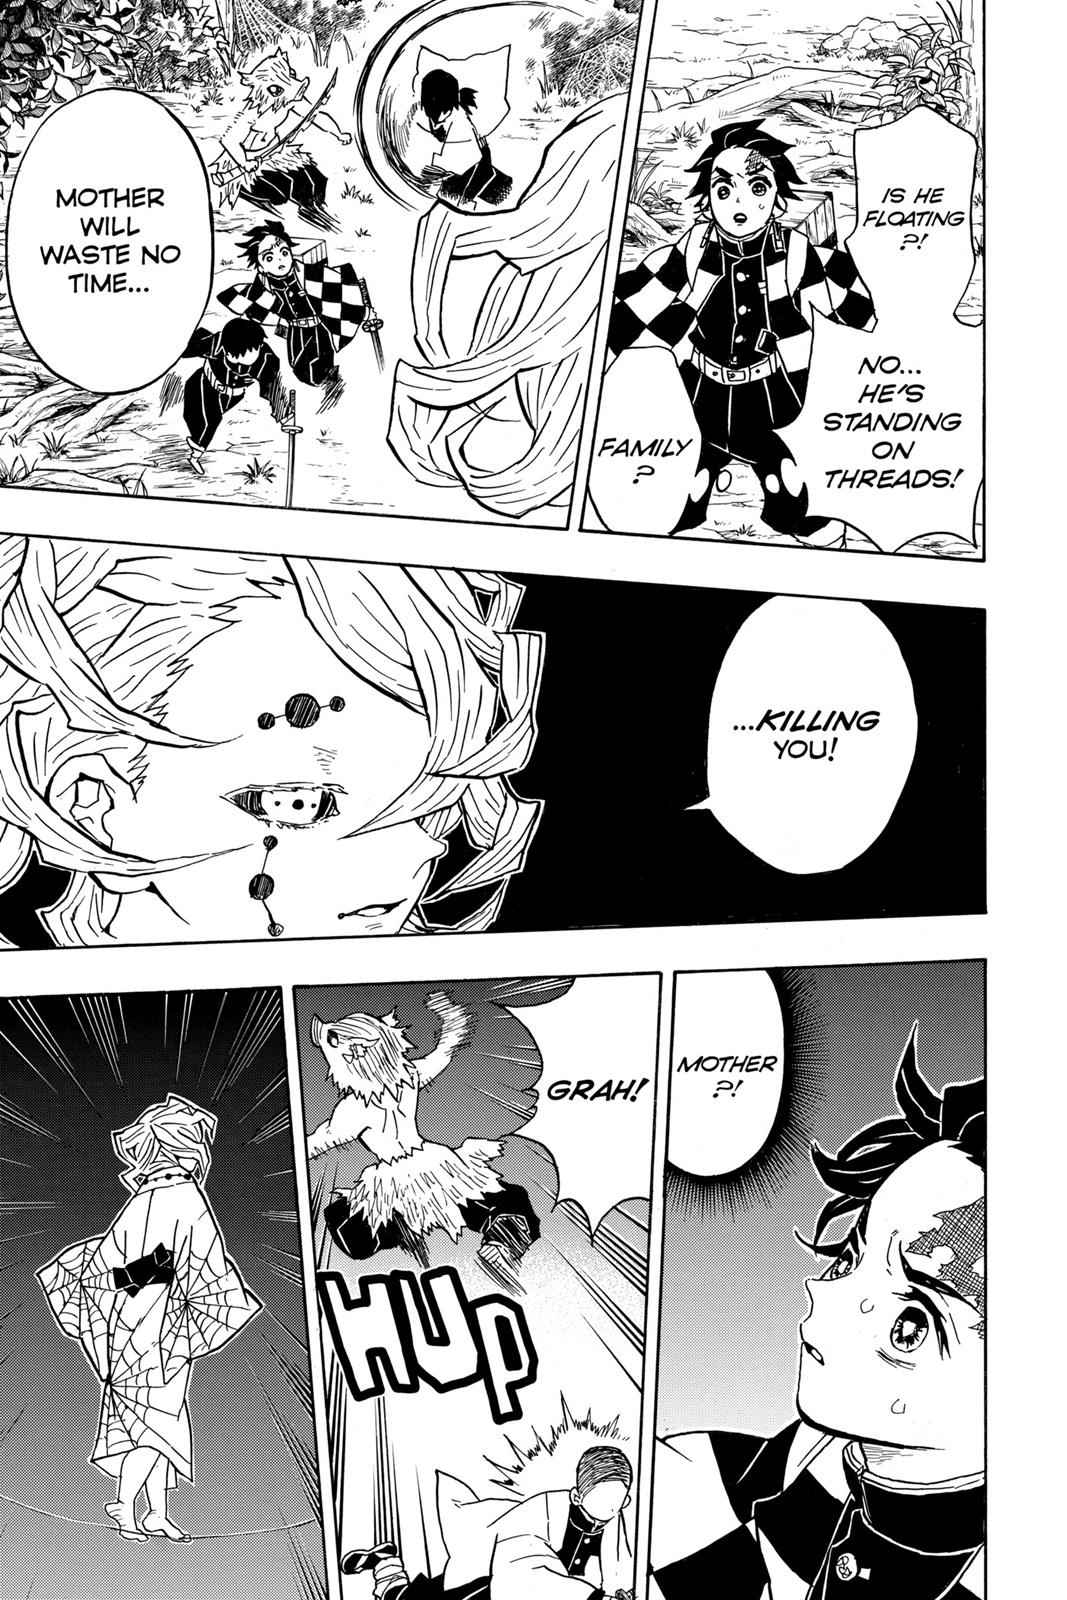 IS HE
FLOATING
?!
NO...
HE'S
STANDING
ON
THREADS!
FAMILY
?
MOTHER
WILL
WASTE NO
TIME...
...KILLING
YOU!
MOTHER
?!
GRAH!
HUP